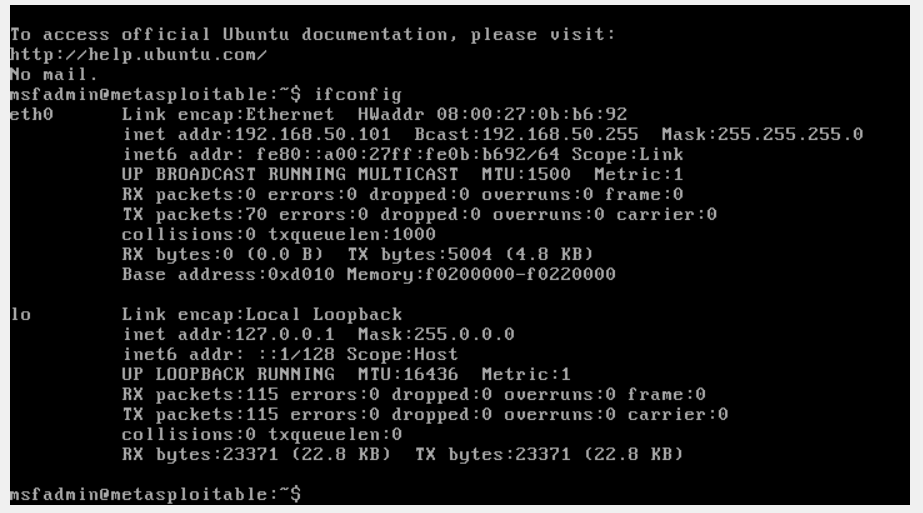 To access official Ubuntu documentation, please visit:
http://help.ubuntu.com/
No mail.
msfadmin@metasploitable:~$ ifconfig
eth0      Link encap:Ethernet  HWaddr 08:00:27:0b:b6:92
          inet addr:192.168.50.101  Bcast:192.168.50.255  Mask:255.255.255.0
          inet6 addr: fe80::a00:27ff:fe0b:b692/64 Scope:Link
          UP BROADCAST RUNNING MULTICAST  MTU:1500  Metric:1
          RX packets:0 errors:0 dropped:0 overruns:0 frame:0
          TX packets:70 errors:0 dropped:0 overruns:0 carrier:0
          collisions:0 txqueuelen:1000
          RX bytes:0 (0.0 B)  TX bytes:5004 (4.8 KB)
          Base address:0xd010 Memory:f0200000-f0220000
lo        Link encap:Local Loopback
          inet addr:127.0.0.1  Mask:255.0.0.0
          inet6 addr: ::1/128 Scope:Host
          UP LOOPBACK RUNNING  MTU:16436  Metric:1
          RX packets:115 errors:0 dropped:0 overruns:0 frame:0
          TX packets:115 errors:0 dropped:0 overruns:0 carrier:0
          collisions:0 txqueuelen:0
          RX bytes:23371 (22.8 KB)  TX bytes:23371 (22.8 KB)
msfadmin@metasploitable:~$